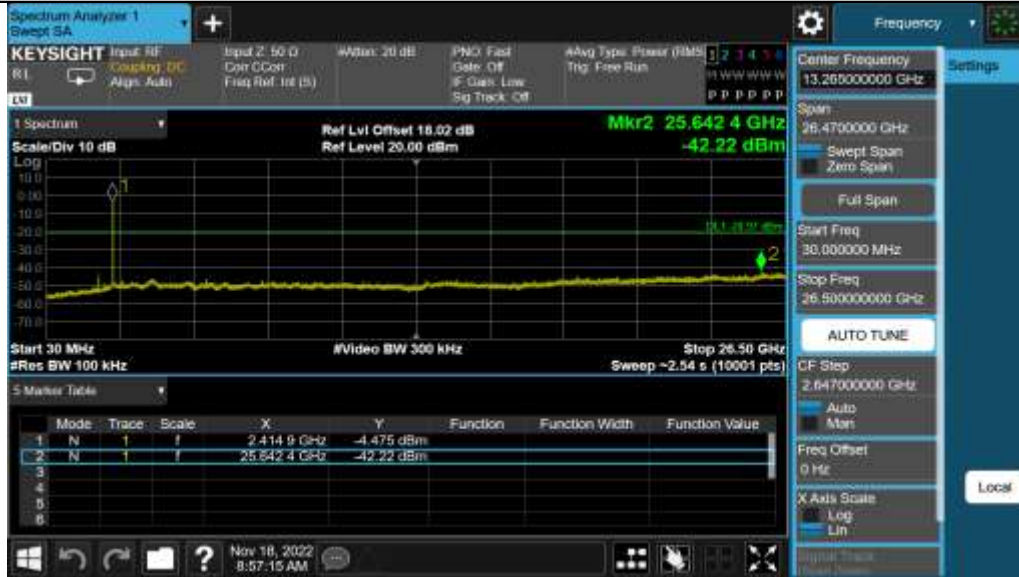 Spectrum Analyzer 1
Swept SA
+
Frequency
KEYSIGHT
RL
LXI
Input: RF
Coupling: DC
Align: Auto
Input Z: 50 Ω
Corr CCorr
Freq Ref: Int (S)
#Atten: 20 dB
PNO: Fast
Gate: Off
IF Gain: Low
Sig Track: Off
#Avg Type: Power (RMS)
Trig: Free Run
1 2 3 4 5 6
M W W W W W
P P P P P P
1 Spectrum
Scale/Div 10 dB
Ref Lvl Offset 18.02 dB
Ref Level 20.00 dBm
Mkr2 25.642 4 GHz
-42.22 dBm
Log
10.0
0.00
-10.0
-20.0
-30.0
-40.0
-50.0
-60.0
-70.0
1
2
Start 30 MHz
#Res BW 100 kHz
#Video BW 300 kHz
Stop 26.50 GHz
Sweep ~2.54 s (10001 pts)
5 Marker Table
Mode Trace Scale X Y Function Function Width Function Value
1 N 1 f 2.414 9 GHz -4.475 dBm
2 N 1 f 25.642 4 GHz -42.22 dBm
3
4
5
6
?
Nov 18, 2022
8:57:15 AM
Center Frequency
13.265000000 GHz
Span
26.4700000 GHz
Swept Span
Zero Span
Full Span
Start Freq
30.000000 MHz
Stop Freq
26.500000000 GHz
AUTO TUNE
CF Step
2.647000000 GHz
Auto
Man
Freq Offset
0 Hz
X Axis Scale
Log
Lin
Signal Track
Settings
Local